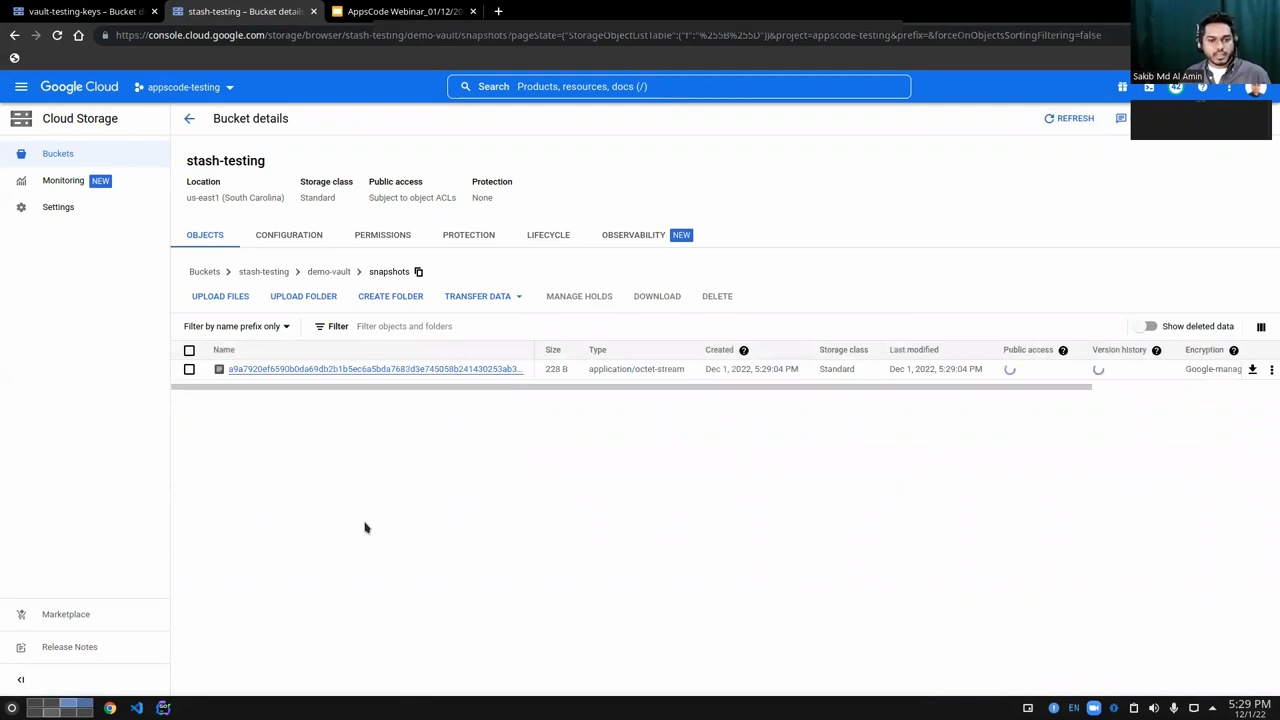 vault-testing-keys – Bucket d
stash-testing – Bucket details
AppsCode Webinar_01/12/20
https://console.cloud.google.com/storage/browser/stash-testing/demo-vault/snapshots?pageState=("StorageObjectListTable":("f":"%255B%255D"))&project=appscode-testing&prefix=&forceOnObjectsSortingFiltering=false
Sakib Md Al Amin
Google Cloud
appscode-testing
Search Products, resources, docs (/)
42
Cloud Storage
Bucket details
REFRESH
Buckets
Monitoring NEW
Settings
stash-testing
Location Storage class Public access Protection
us-east1 (South Carolina) Standard Subject to object ACLs None
OBJECTS CONFIGURATION PERMISSIONS PROTECTION LIFECYCLE OBSERVABILITY NEW
Buckets > stash-testing > demo-vault > snapshots
UPLOAD FILES UPLOAD FOLDER CREATE FOLDER TRANSFER DATA MANAGE HOLDS DOWNLOAD DELETE
Filter by name prefix only Filter Filter objects and folders Show deleted data
Name Size Type Created Storage class Last modified Public access Version history Encryption
a9a7920ef6590b0da69db2b1b5ec6a5bda7683d3e745058b241430253ab3... 228 B application/octet-stream Dec 1, 2022, 5:29:04 PM Standard Dec 1, 2022, 5:29:04 PM Google-manag
Marketplace
Release Notes
EN
5:29 PM
12/1/22